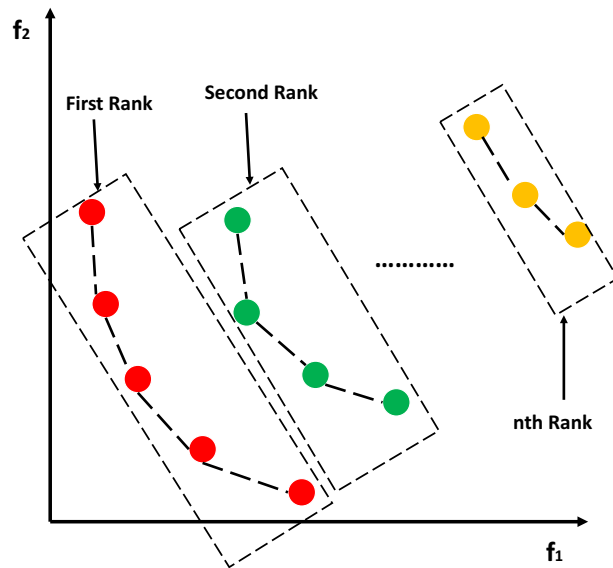 f₂
First Rank
Second Rank
............
nth Rank
f₁